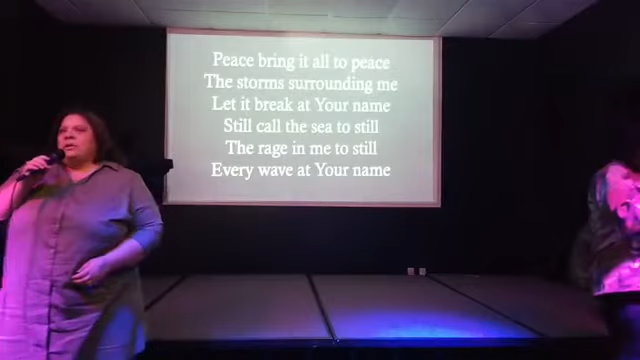 Peace bring it all to peace
The storms surrounding me
Let it break at Your name
Still call the sea to still
The rage in me to still
Every wave at Your name